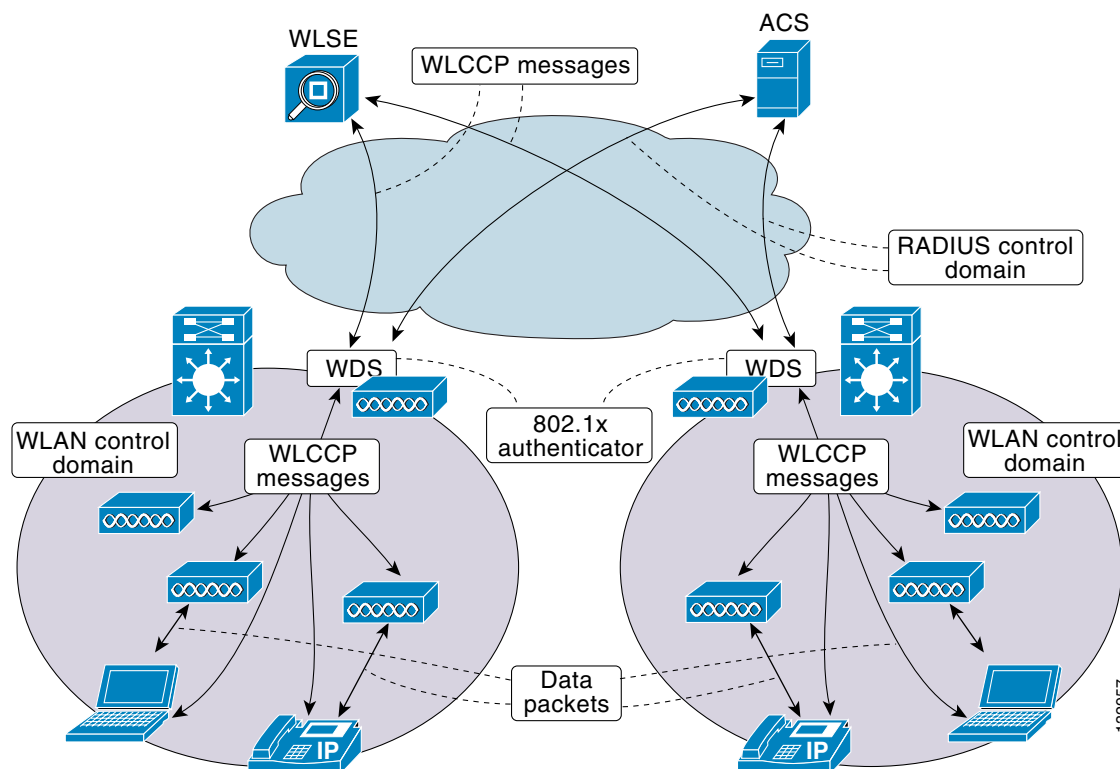 WLSE
ACS
WLCCP messages
RADIUS control
domain
WDS
WDS
802.1x
authenticator
WLAN control
domain
WLCCP
messages
WLCCP
messages
WLAN control
domain
Data
packets
IP
IP